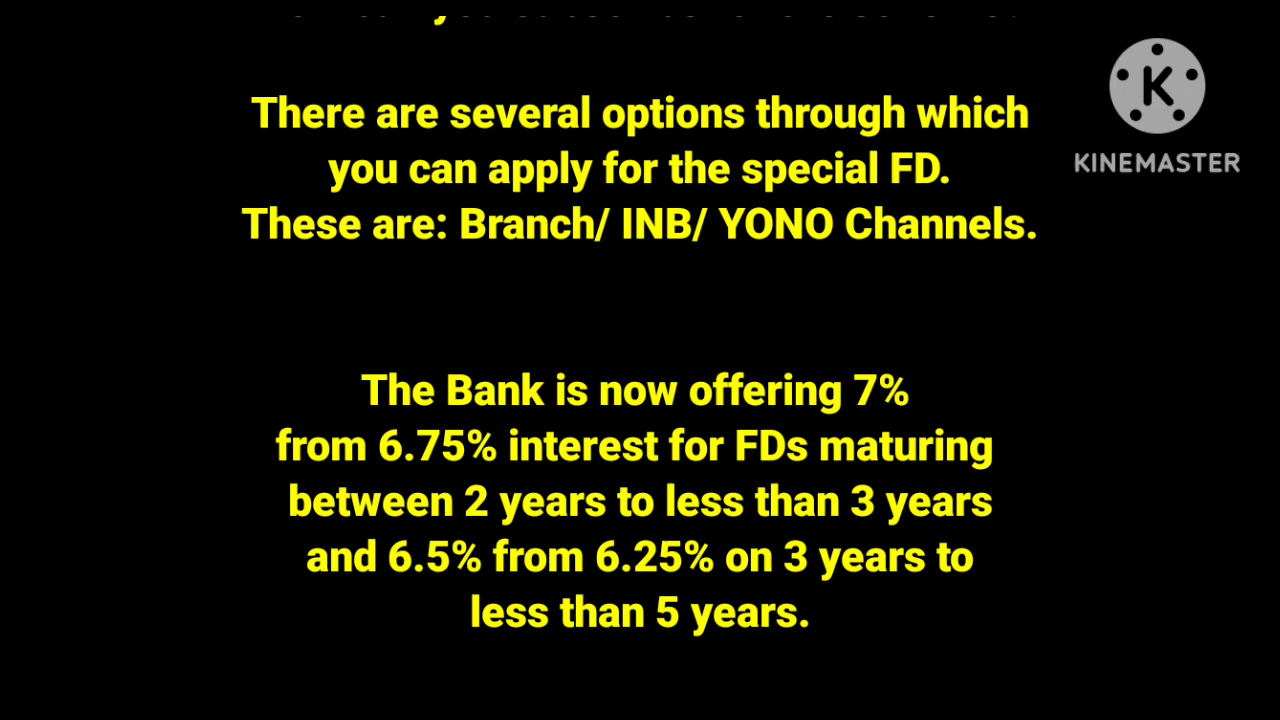 There are several options through which
you can apply for the special FD.
These are: Branch/ INB/ YONO Channels.
The Bank is now offering 7%
from 6.75% interest for FDs maturing
between 2 years to less than 3 years
and 6.5% from 6.25% on 3 years to
less than 5 years.
K
KINEMASTER